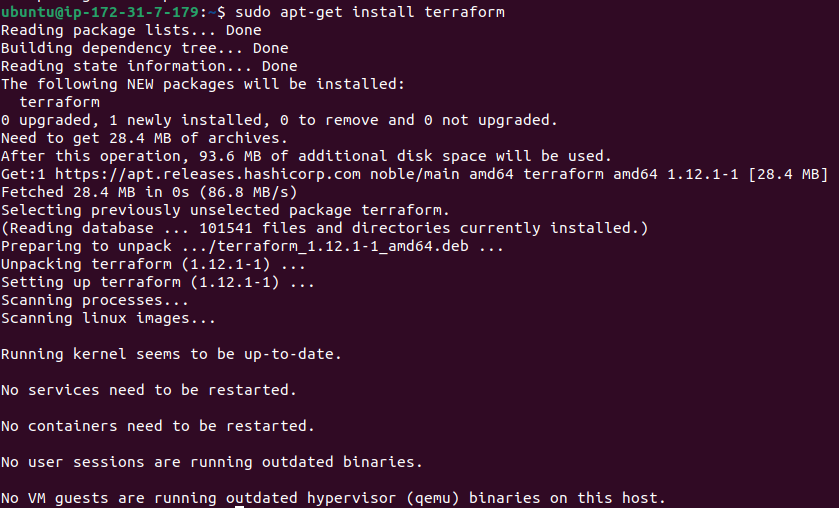 ubuntu@ip-172-31-7-179:~$ sudo apt-get install terraform
Reading package lists... Done
Building dependency tree... Done
Reading state information... Done
The following NEW packages will be installed:
  terraform
0 upgraded, 1 newly installed, 0 to remove and 0 not upgraded.
Need to get 28.4 MB of archives.
After this operation, 93.6 MB of additional disk space will be used.
Get:1 https://apt.releases.hashicorp.com noble/main amd64 terraform amd64 1.12.1-1 [28.4 MB]
Fetched 28.4 MB in 0s (86.8 MB/s)
Selecting previously unselected package terraform.
(Reading database ... 101541 files and directories currently installed.)
Preparing to unpack .../terraform_1.12.1-1_amd64.deb ...
Unpacking terraform (1.12.1-1) ...
Setting up terraform (1.12.1-1) ...
Scanning processes...
Scanning linux images...
Running kernel seems to be up-to-date.
No services need to be restarted.
No containers need to be restarted.
No user sessions are running outdated binaries.
No VM guests are running outdated hypervisor (qemu) binaries on this host.